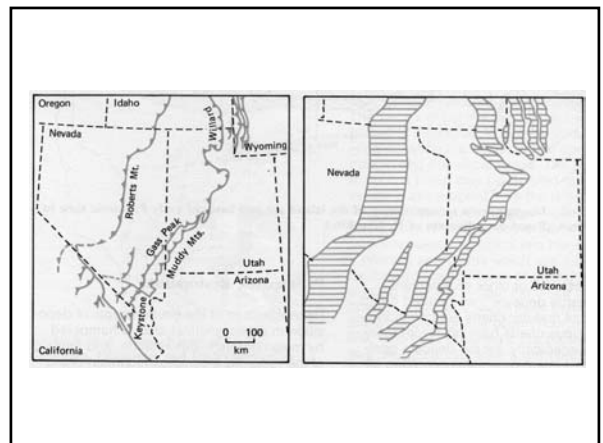 Oregon
Idaho
Nevada
Willard
Wyoming
Roberts Mt.
Gass Peak
Muddy Mts.
Utah
Arizona
Keystone
0 100
km
California
Nevada
Utah
Arizona